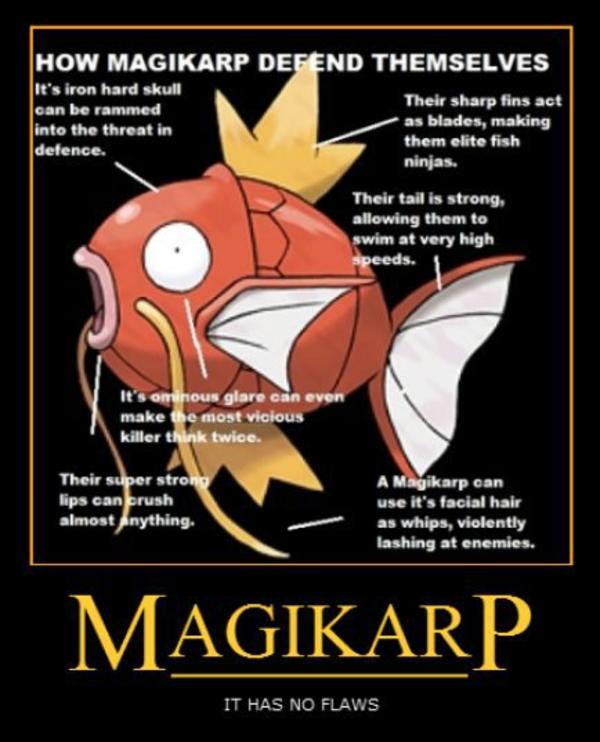 HOW MAGIKARP DEFEND THEMSELVES
It's iron hard skull
can be rammed
into the threat in
defence.
Their sharp fins act
as blades, making
them elite fish
ninjas.
Their tail is strong,
allowing them to
swim at very high
speeds.
It's ominous glare can even
make the most vicious
killer think twice.
Their super strong
lips can crush
almost anything.
A Magikarp can
use it's facial hair
as whips, violently
lashing at enemies.
MAGIKARP
IT HAS NO FLAWS